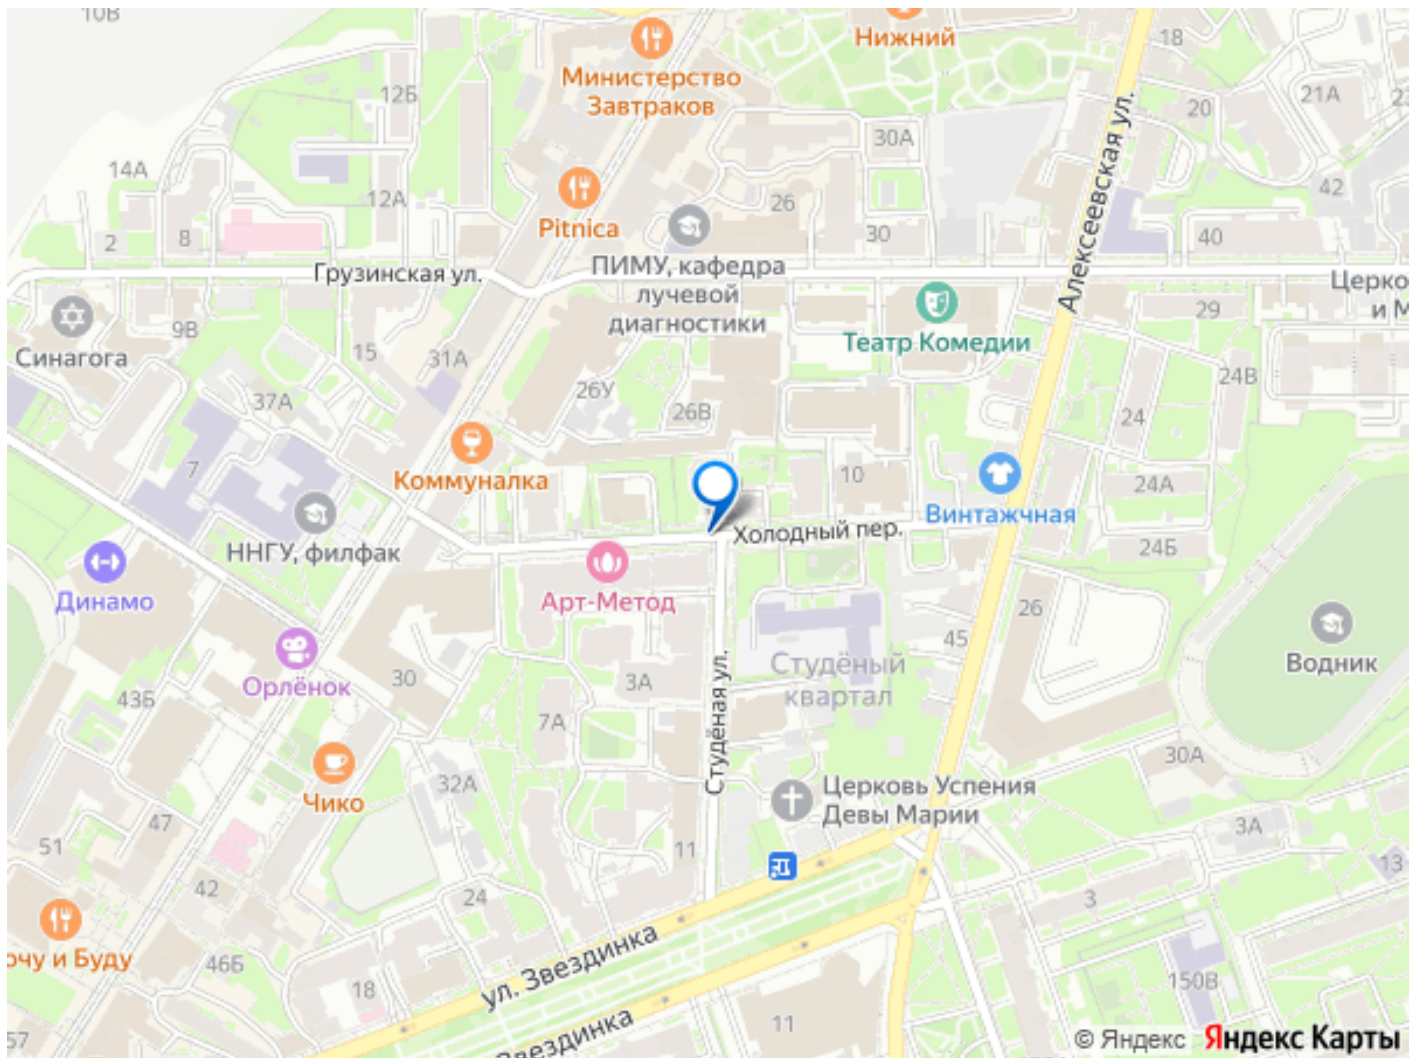 10В
Нижний
18
Министерство
Завтраков
12Б
20
21А
30А
14А
12А
42
Pitnica
26
30
40
2
8
Алексеевская ул.
Грузинская ул.
ПИМУ, кафедра
лучевой
диагностики
Церко
и М
Синагога
9В
15
31А
Театр Комедии
29
24В
37А
26У
26В
24
7
Коммуналка
10
24А
Винтажчная
Холодный пер.
ННГУ, филфак
24Б
Динамо
Арт-Метод
26
45
Водник
Орлёнок
43Б
30
3А
Студёный
квартал
7А
Студёная ул.
30А
Чико
32А
Церковь Успения
Девы Марии
47
51
11
3А
13
42
24
3
очу и Буду
46Б
ул. Звездинка
18
150В
57
11
Звездинка
© Яндекс Яндекс Карты